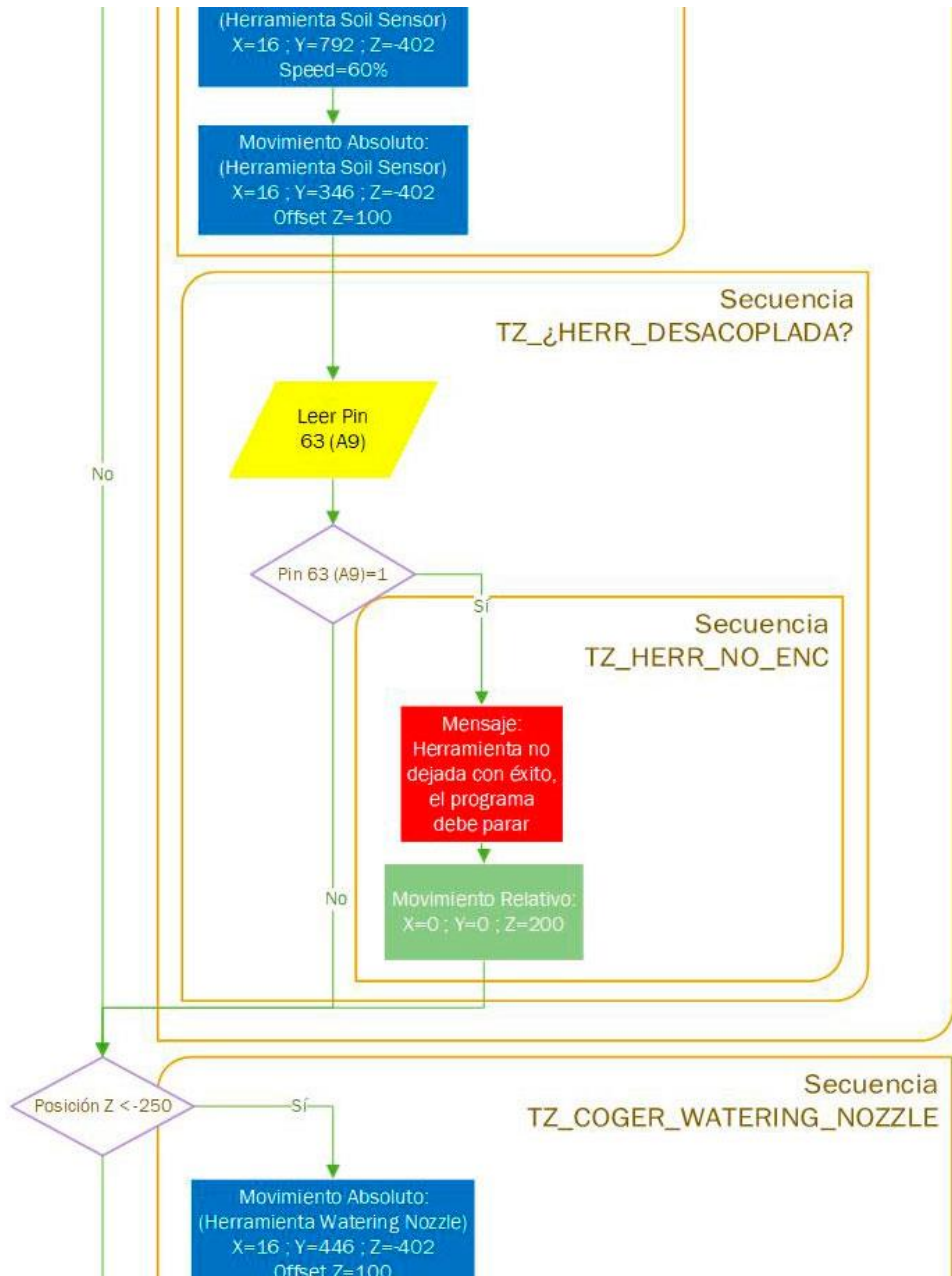 (Herramienta Soil Sensor)
X=16 ; Y=792 ; Z=-402
Speed=60%
Movimiento Absoluto:
(Herramienta Soil Sensor)
X=16 ; Y=346 ; Z=-402
Offset Z=100
Secuencia
TZ_¿HERR_DESACOPLADA?
Leer Pin
63 (A9)
No
Pin 63 (A9)=1
Sí
Secuencia
TZ_HERR_NO_ENC
Mensaje:
Herramienta no
dejada con éxito,
el programa
debe parar
No
Movimiento Relativo:
X=0 ; Y=0 ; Z=200
Posición Z <-250
Sí
Secuencia
TZ_COGER_WATERING_NOZZLE
Movimiento Absoluto:
(Herramienta Watering Nozzle)
X=16 ; Y=446 ; Z=-402
Offset Z=100